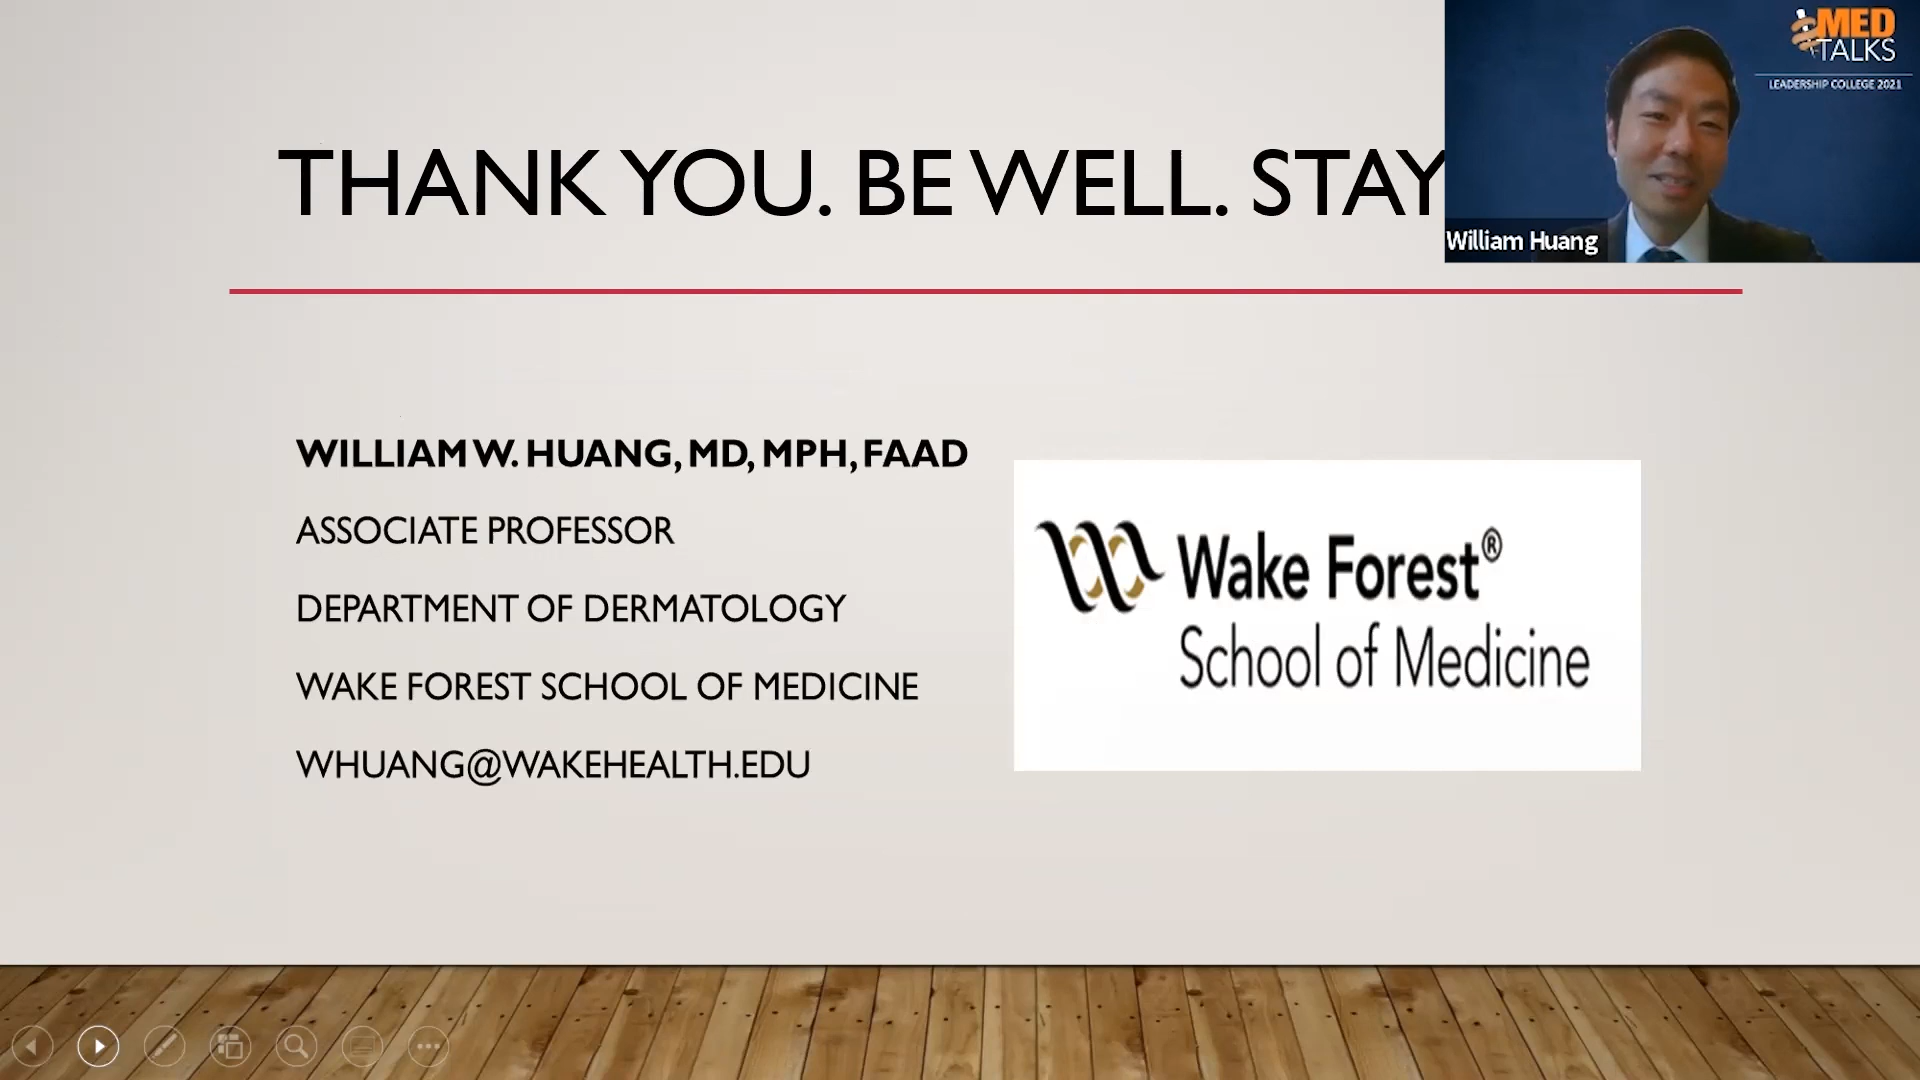 THANK YOU. BE WELL. STAY
MED
TALKS
LEADERSHIP COLLEGE 2021
William Huang
WILLIAM W. HUANG, MD, MPH, FAAD
ASSOCIATE PROFESSOR
DEPARTMENT OF DERMATOLOGY
WAKE FOREST SCHOOL OF MEDICINE
WHUANG@WAKEHEALTH.EDU
Wake Forest®
School of Medicine